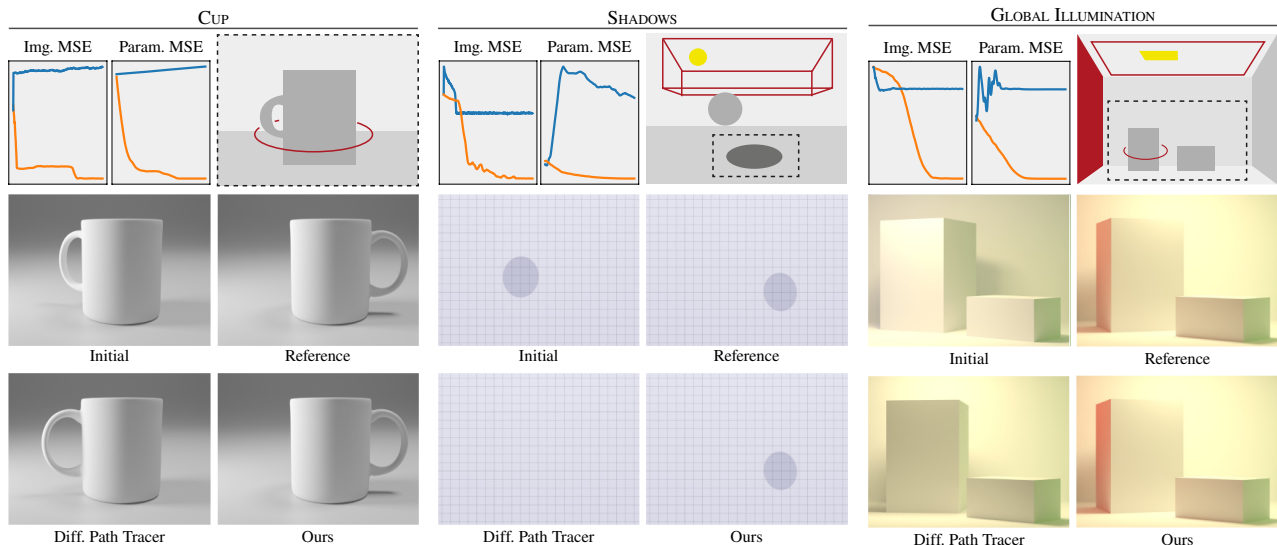 CUP
Img. MSE
Param. MSE
Initial
Reference
Diff. Path Tracer
Ours
SHADOWS
Img. MSE
Param. MSE
Initial
Reference
Diff. Path Tracer
Ours
GLOBAL ILLUMINATION
Img. MSE
Param. MSE
Initial
Reference
Diff. Path Tracer
Ours